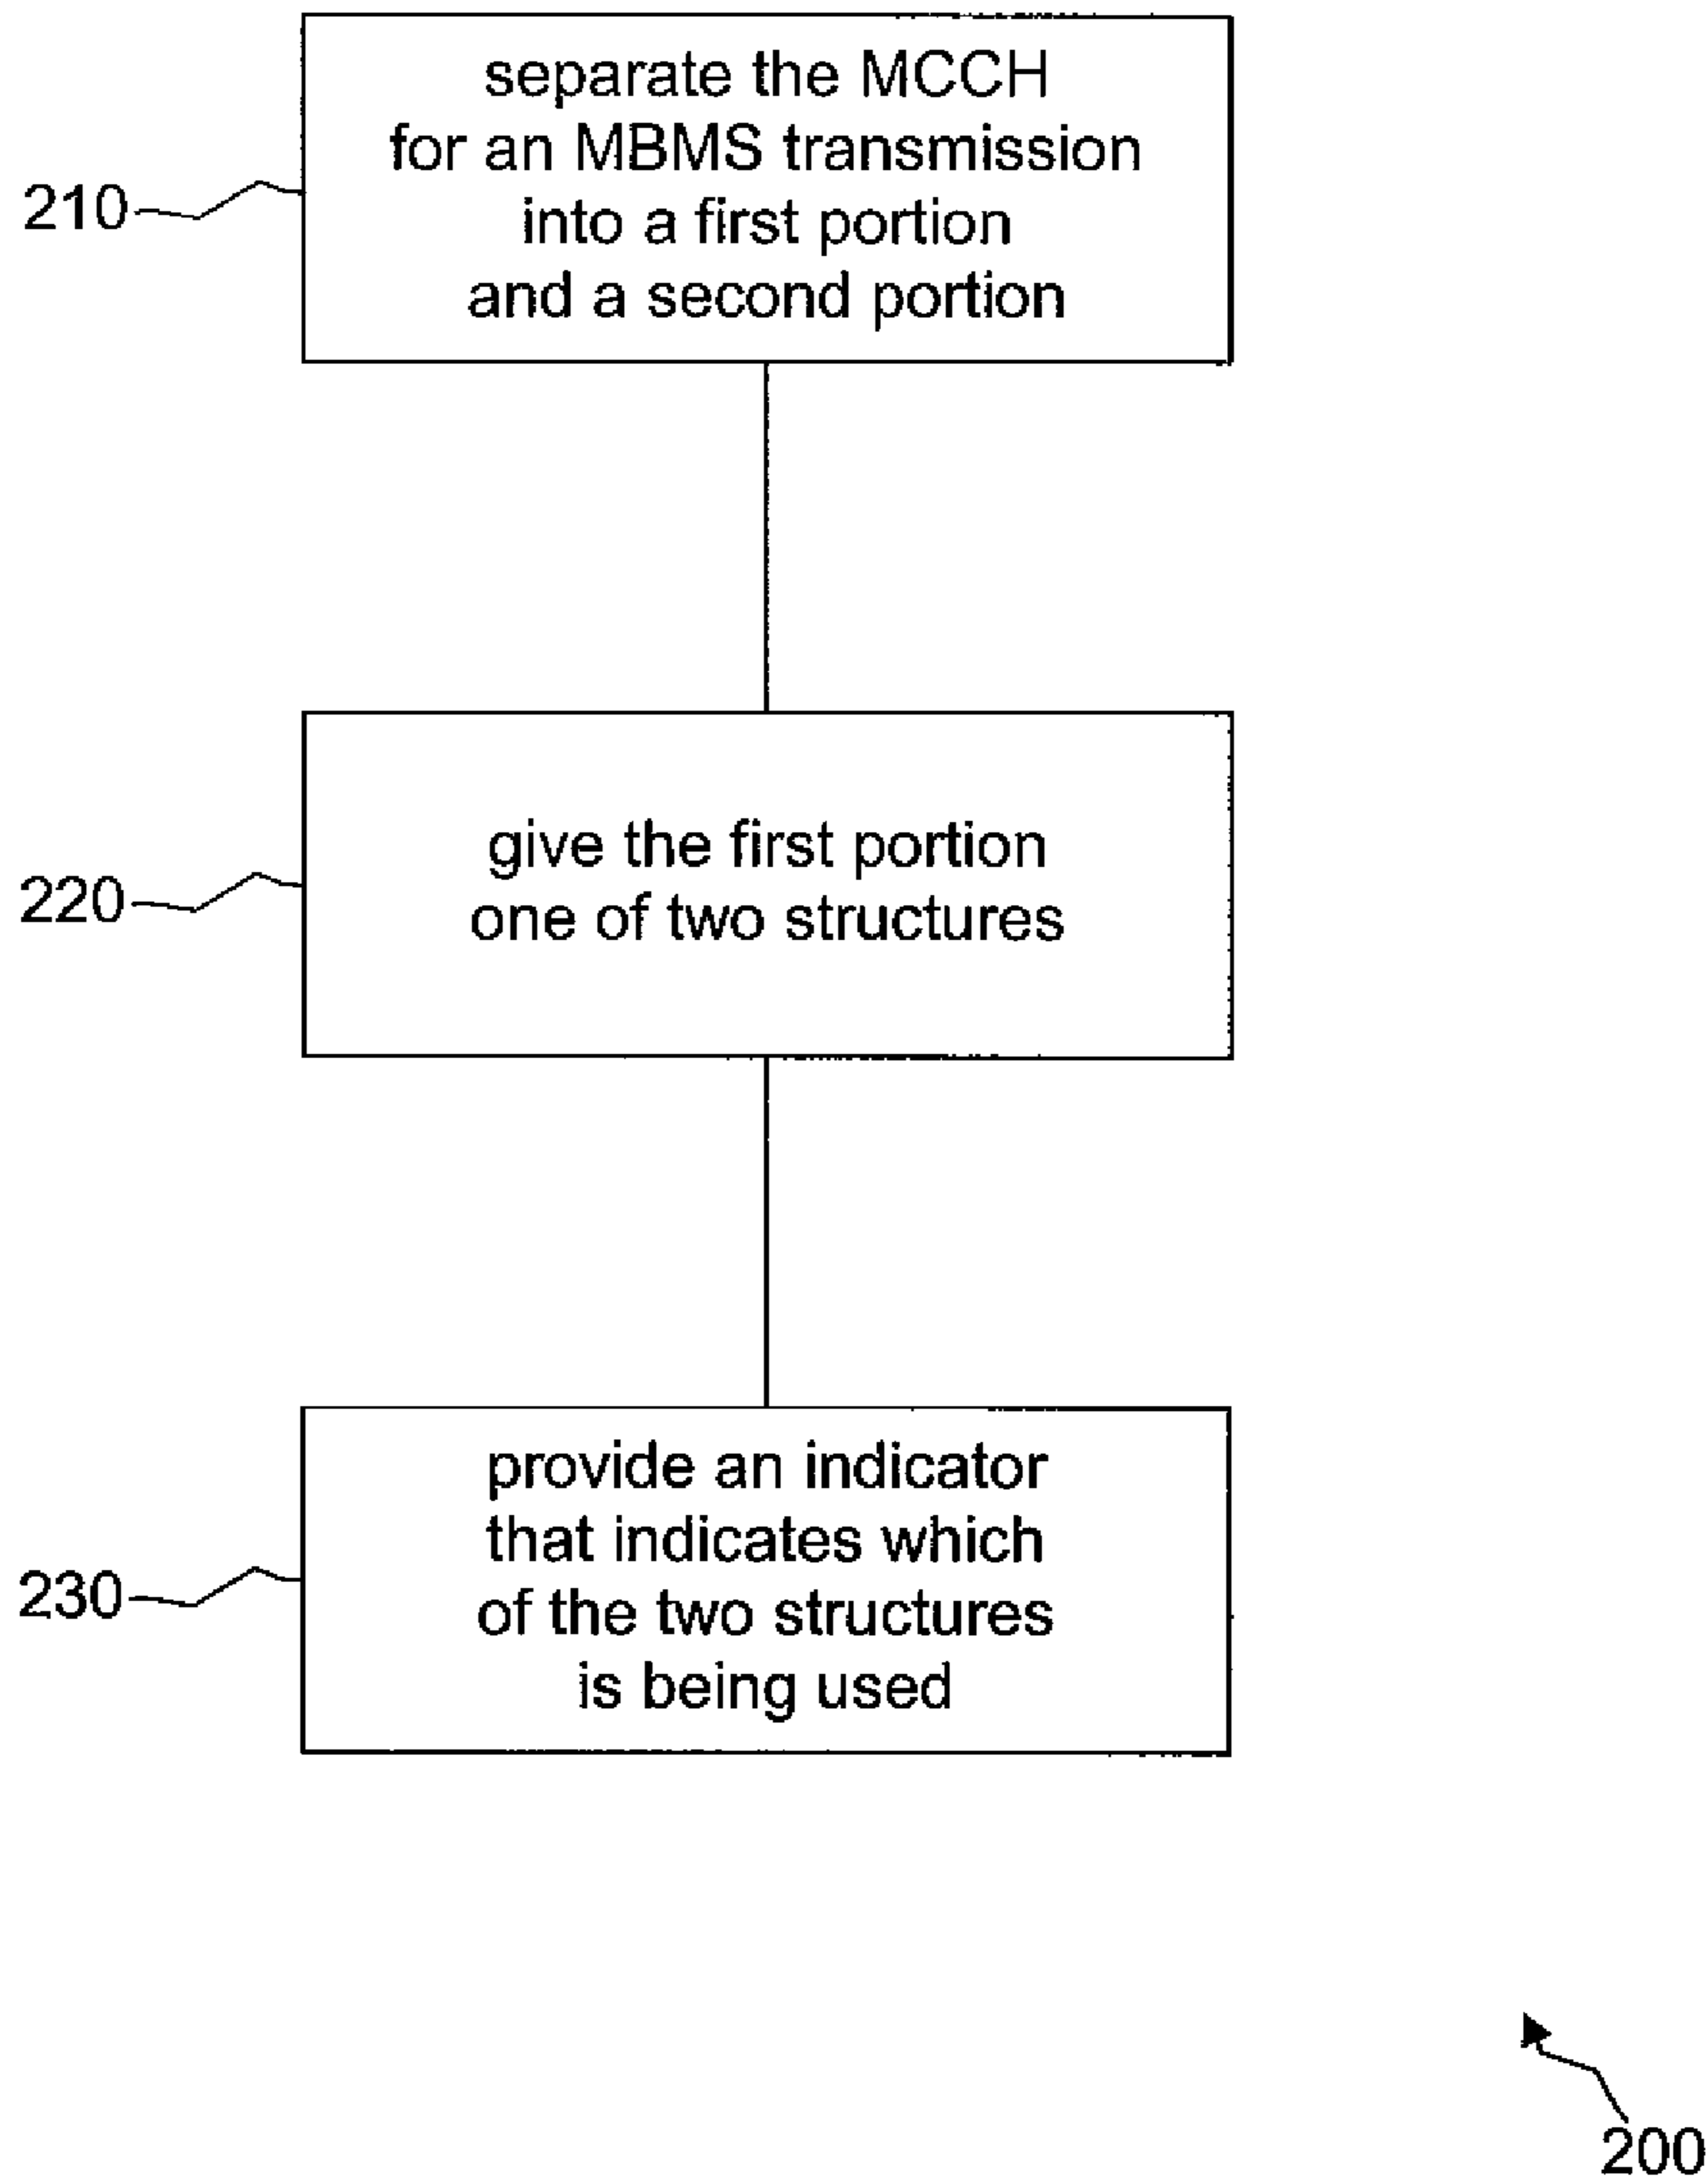 separate the MCCH
for an MBMS transmission
into a first portion
and a second portion
210
give the first portion
one of two structures
220
provide an indicator
that indicates which
of the two structures
is being used
230
200